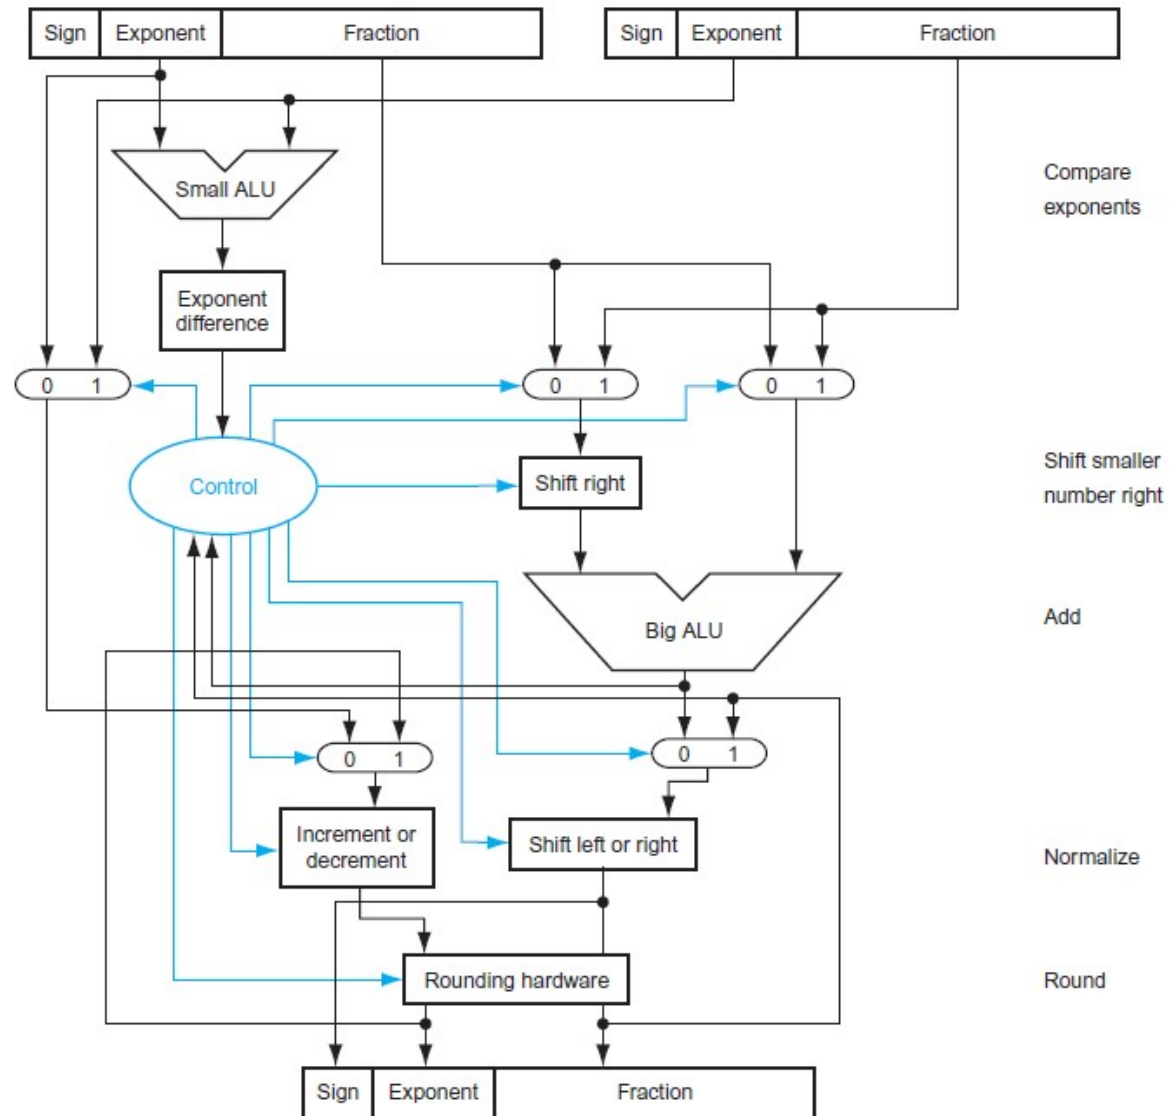 Sign Exponent Fraction Sign Exponent Fraction
Small ALU
Compare
exponents
Exponent
difference
0 1 0 1 0 1
Control
Shift right
Shift smaller
number right
Big ALU
Add
0 1 0 1
Increment or
decrement
Shift left or right
Normalize
Rounding hardware
Round
Sign Exponent Fraction